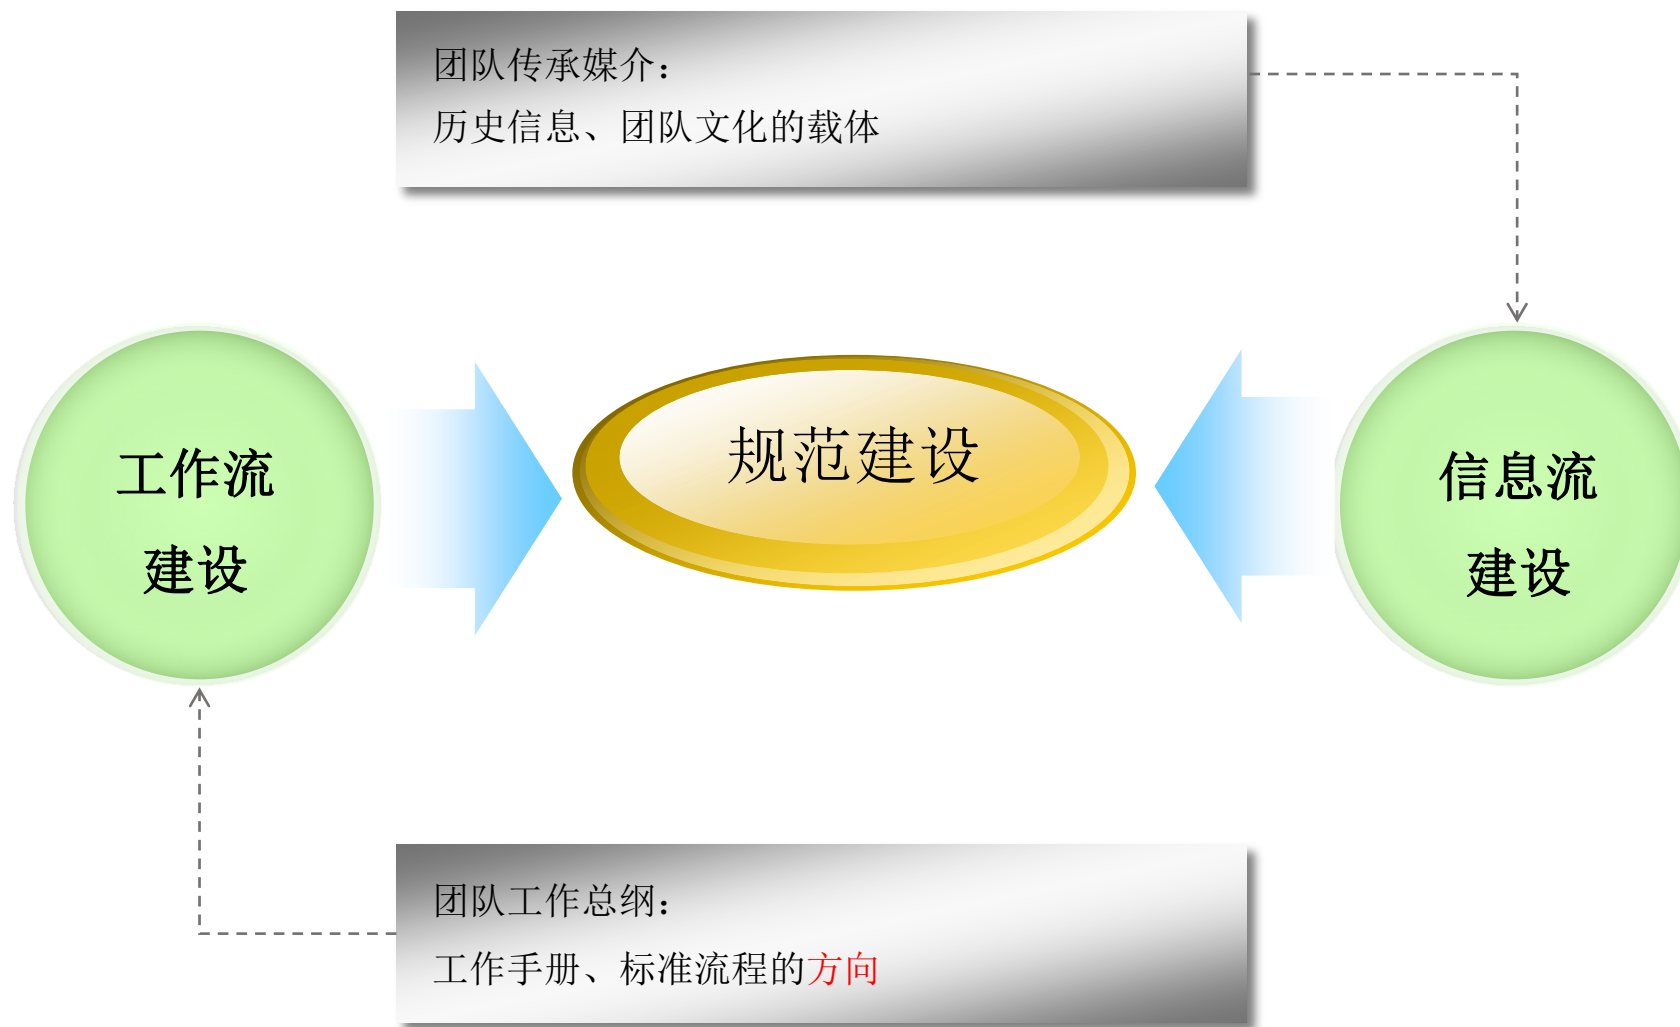 团队传承媒介：
历史信息、团队文化的载体
工作流
建设
规范建设
信息流
建设
团队工作总纲：
工作手册、标准流程的方向